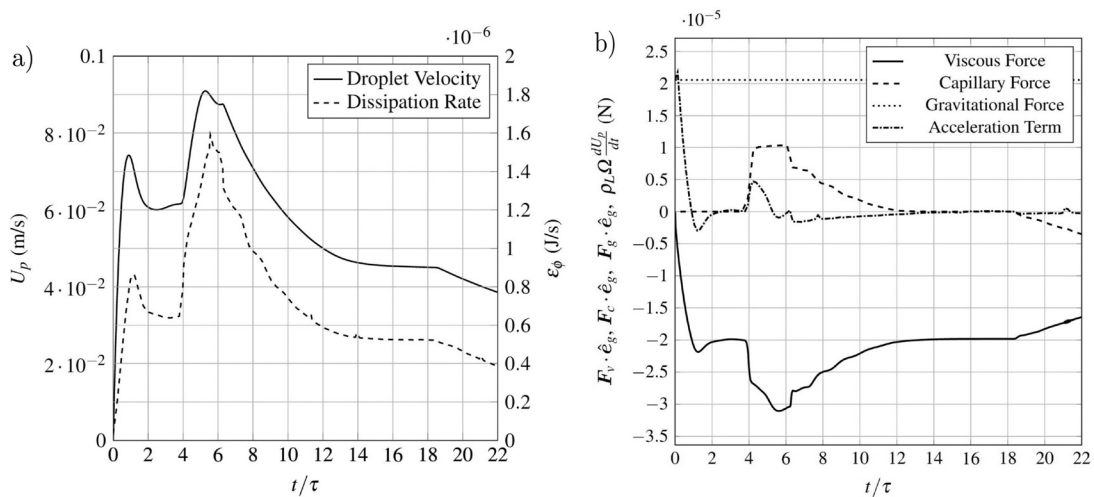 a)
·10⁻⁶
0.1
8·10⁻²
6·10⁻²
4·10⁻²
2·10⁻²
0
U_p (m/s)
Droplet Velocity
Dissipation Rate
2
1.8
1.6
1.4
1.2
1
0.8
0.6
0.4
0.2
0
ε_ϕ (J/s)
0 2 4 6 8 10 12 14 16 18 20 22
t/τ
b)
·10⁻⁵
2.5
2
1.5
1
0.5
0
−0.5
−1
−1.5
−2
−2.5
−3
−3.5
F_v·ê_g, F_c·ê_g, F_g·ê_g, ρ_LΩ dU_p/dt (N)
Viscous Force
Capillary Force
Gravitational Force
Acceleration Term
0 2 4 6 8 10 12 14 16 18 20 22
t/τ